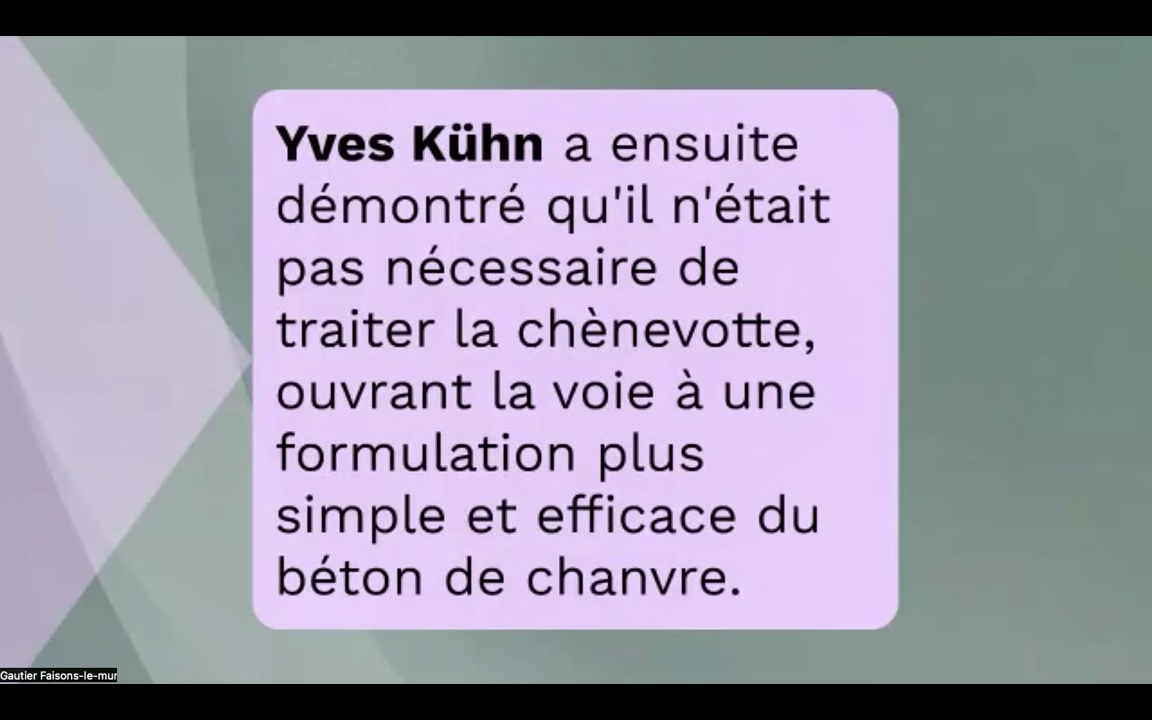 Yves Kühn a ensuite
démontré qu'il n'était
pas nécessaire de
traiter la chènevotte,
ouvrant la voie à une
formulation plus
simple et efficace du
béton de chanvre.
Gautier Faisons-le-mur